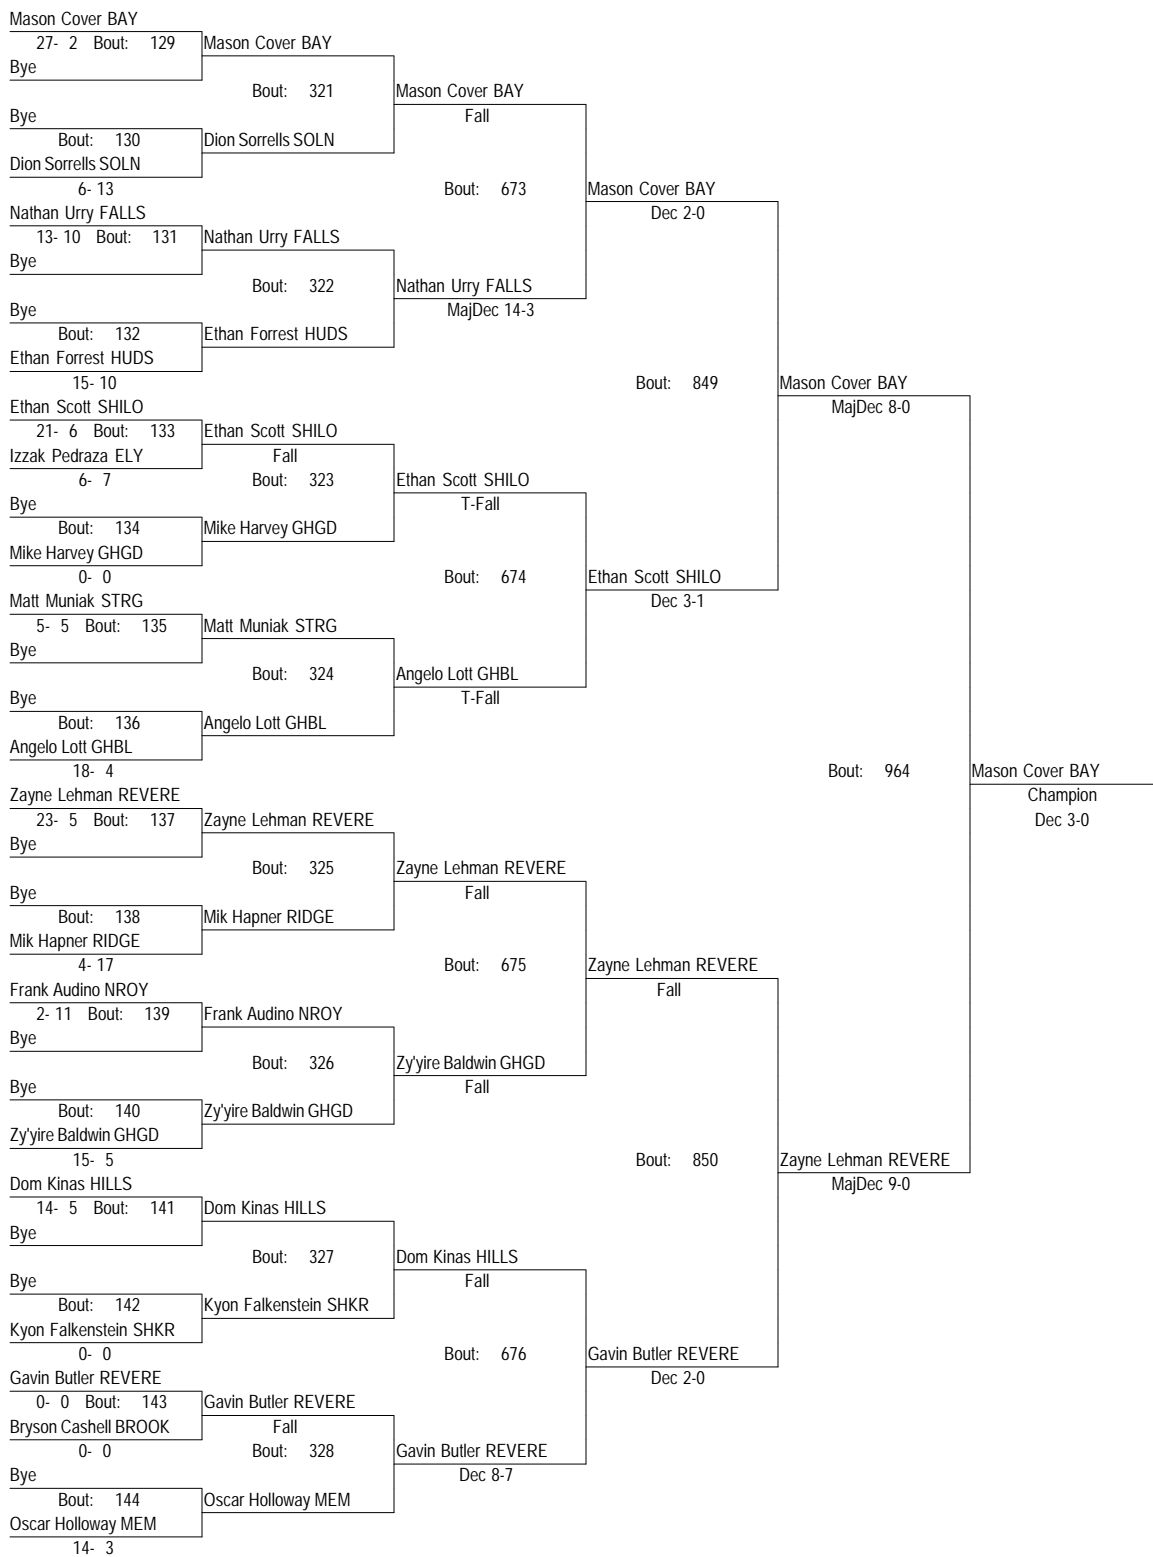 Mason Cover BAY
27- 2 Bout: 129 Mason Cover BAY
Bye
Bout: 321 Mason Cover BAY
Bye Fall
Bout: 130 Dion Sorrells SOLN
Dion Sorrells SOLN
6- 13 Bout: 673 Mason Cover BAY
Nathan Urry FALLS Dec 2-0
13- 10 Bout: 131 Nathan Urry FALLS
Bye
Bout: 322 Nathan Urry FALLS
Bye MajDec 14-3
Bout: 132 Ethan Forrest HUDS
Ethan Forrest HUDS
15- 10 Bout: 849 Mason Cover BAY
Ethan Scott SHILO MajDec 8-0
21- 6 Bout: 133 Ethan Scott SHILO
Izzak Pedraza ELY Fall
6- 7 Bout: 323 Ethan Scott SHILO
Bye T-Fall
Bout: 134 Mike Harvey GHGD
Mike Harvey GHGD
0- 0 Bout: 674 Ethan Scott SHILO
Matt Muniak STRG Dec 3-1
5- 5 Bout: 135 Matt Muniak STRG
Bye
Bout: 324 Angelo Lott GHBL
Bye T-Fall
Bout: 136 Angelo Lott GHBL
Angelo Lott GHBL
18- 4 Bout: 964 Mason Cover BAY
Zayne Lehman REVERE Champion
23- 5 Bout: 137 Zayne Lehman REVERE Dec 3-0
Bye
Bout: 325 Zayne Lehman REVERE
Bye Fall
Bout: 138 Mik Hapner RIDGE
Mik Hapner RIDGE
4- 17 Bout: 675 Zayne Lehman REVERE
Frank Audino NROY Fall
2- 11 Bout: 139 Frank Audino NROY
Bye
Bout: 326 Zy'yire Baldwin GHGD
Bye Fall
Bout: 140 Zy'yire Baldwin GHGD
Zy'yire Baldwin GHGD
15- 5 Bout: 850 Zayne Lehman REVERE
Dom Kinas HILLS MajDec 9-0
14- 5 Bout: 141 Dom Kinas HILLS
Bye
Bout: 327 Dom Kinas HILLS
Bye Fall
Bout: 142 Kyon Falkenstein SHKR
Kyon Falkenstein SHKR
0- 0 Bout: 676 Gavin Butler REVERE
Gavin Butler REVERE Dec 2-0
0- 0 Bout: 143 Gavin Butler REVERE
Bryson Cashell BROOK Fall
0- 0 Bout: 328 Gavin Butler REVERE
Bye Dec 8-7
Bout: 144 Oscar Holloway MEM
Oscar Holloway MEM
14- 3